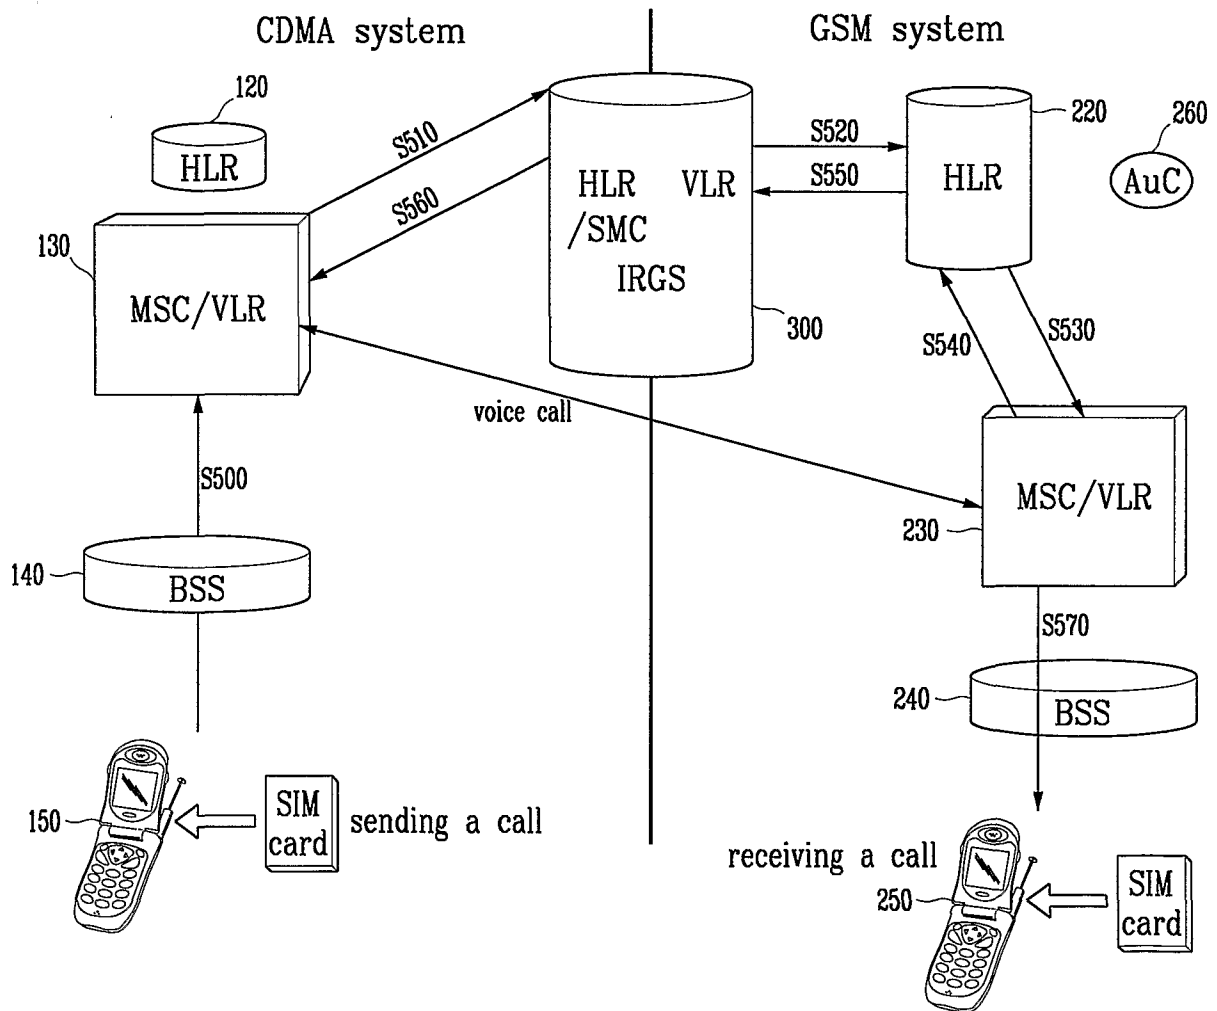 CDMA system
GSM system
120
HLR
S510
S560
130
MSC/VLR
HLR
/SMC
VLR
IRGS
300
S520
S550
HLR
220
260
AuC
S540
S530
voice call
MSC/VLR
230
S500
140
BSS
S570
240
BSS
150
SIM
card
sending a call
receiving a call
250
SIM
card